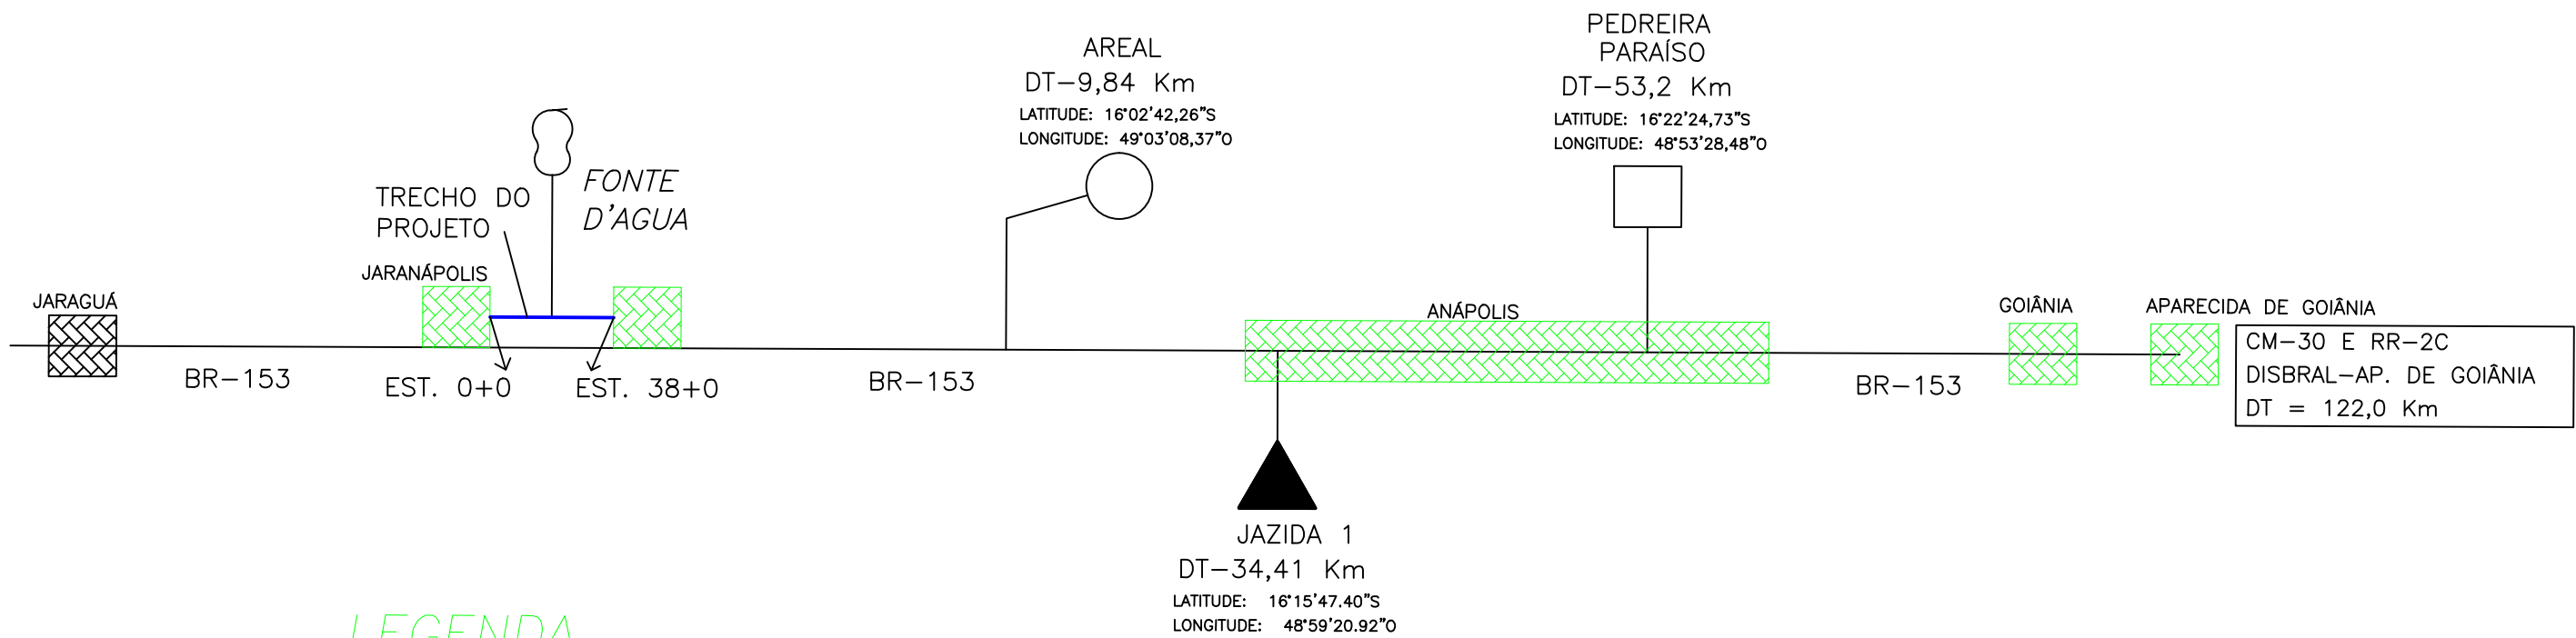 PEDREIRA
PARAÍSO
DT-53,2 Km
LATITUDE: 16°22'24,73"S
LONGITUDE: 48°53'28,48"O
AREAL
DT-9,84 Km
LATITUDE: 16°02'42,26"S
LONGITUDE: 49°03'08,37"O
FONTE
D'AGUA
TRECHO DO
PROJETO
JARANÁPOLIS
JARAGUÁ
ANÁPOLIS
GOIÂNIA
APARECIDA DE GOIÂNIA
BR-153
EST. 0+0
EST. 38+0
BR-153
BR-153
CM-30 E RR-2C
DISBRAL-AP. DE GOIÂNIA
DT = 122,0 Km
JAZIDA 1
DT-34,41 Km
LATITUDE: 16°15'47.40"S
LONGITUDE: 48°59'20.92"O
LEGENDA